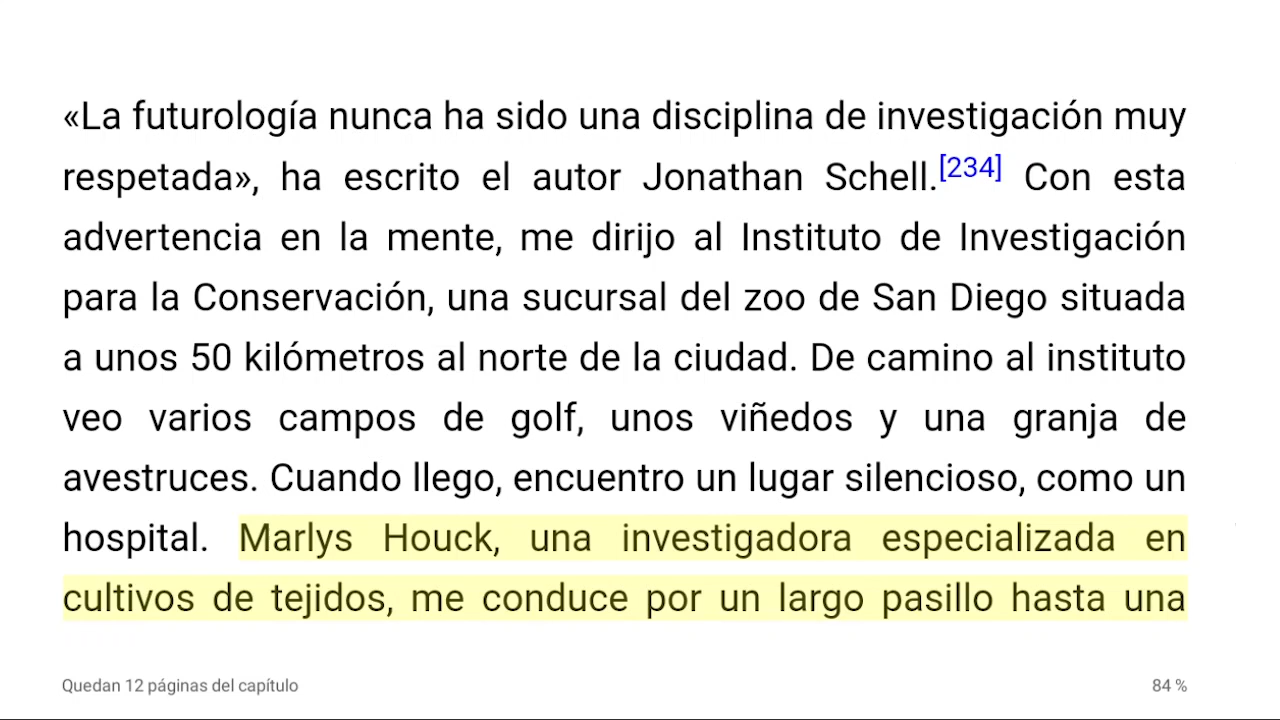 «La futurología nunca ha sido una disciplina de investigación muy
respetada», ha escrito el autor Jonathan Schell.[234] Con esta
advertencia en la mente, me dirijo al Instituto de Investigación
para la Conservación, una sucursal del zoo de San Diego situada
a unos 50 kilómetros al norte de la ciudad. De camino al instituto
veo varios campos de golf, unos viñedos y una granja de
avestruces. Cuando llego, encuentro un lugar silencioso, como un
hospital. Marlys Houck, una investigadora especializada en
cultivos de tejidos, me conduce por un largo pasillo hasta una
Quedan 12 páginas del capítulo
84 %